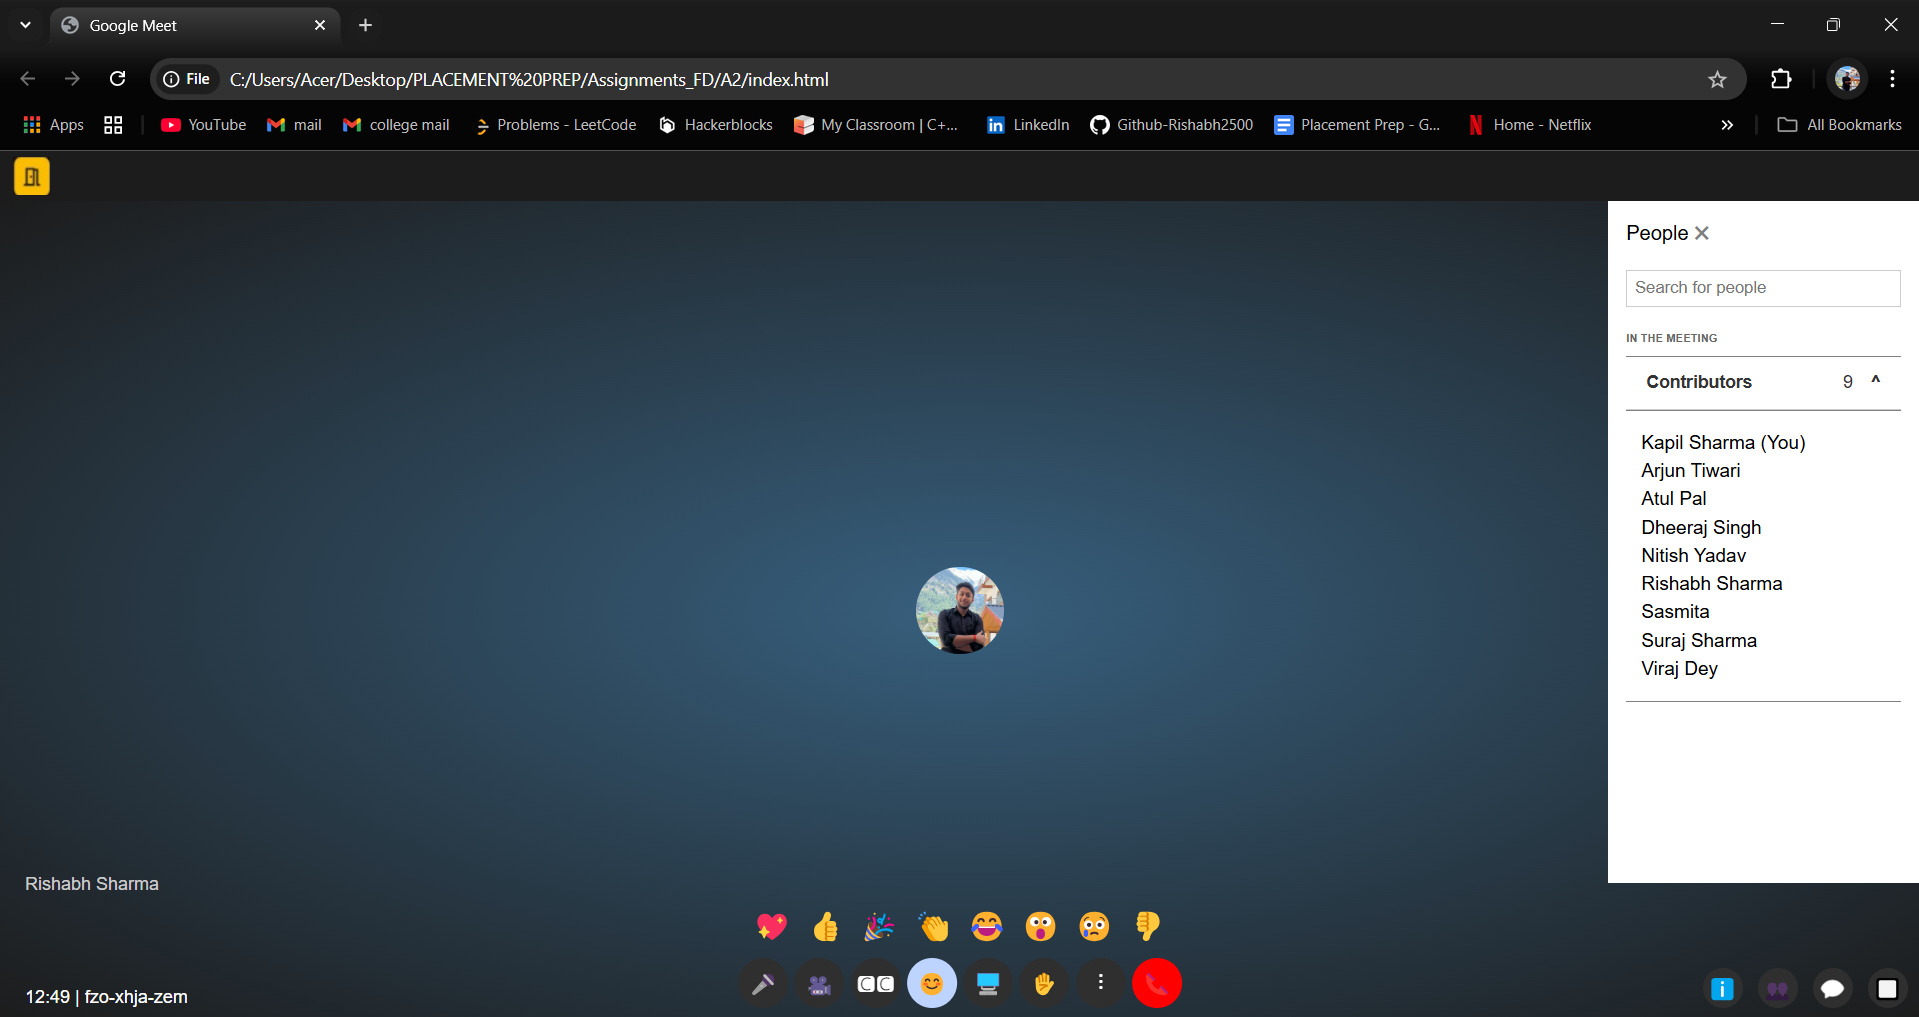 Google Meet
File
C:/Users/Acer/Desktop/PLACEMENT%20PREP/Assignments_FD/A2/index.html
Apps
YouTube
mail
college mail
Problems - LeetCode
Hackerblocks
My Classroom | C+...
LinkedIn
Github-Rishabh2500
Placement Prep - G...
Home - Netflix
All Bookmarks
People
Search for people
IN THE MEETING
Contributors 9 ^
Kapil Sharma (You)
Arjun Tiwari
Atul Pal
Dheeraj Singh
Nitish Yadav
Rishabh Sharma
Sasmita
Suraj Sharma
Viraj Dey
Rishabh Sharma
CC
12:49 | fzo-xhja-zem